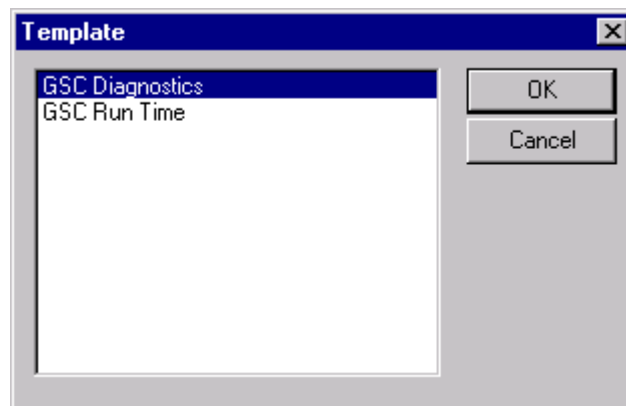 Template
GSC Diagnostics
GSC Run Time
OK
Cancel